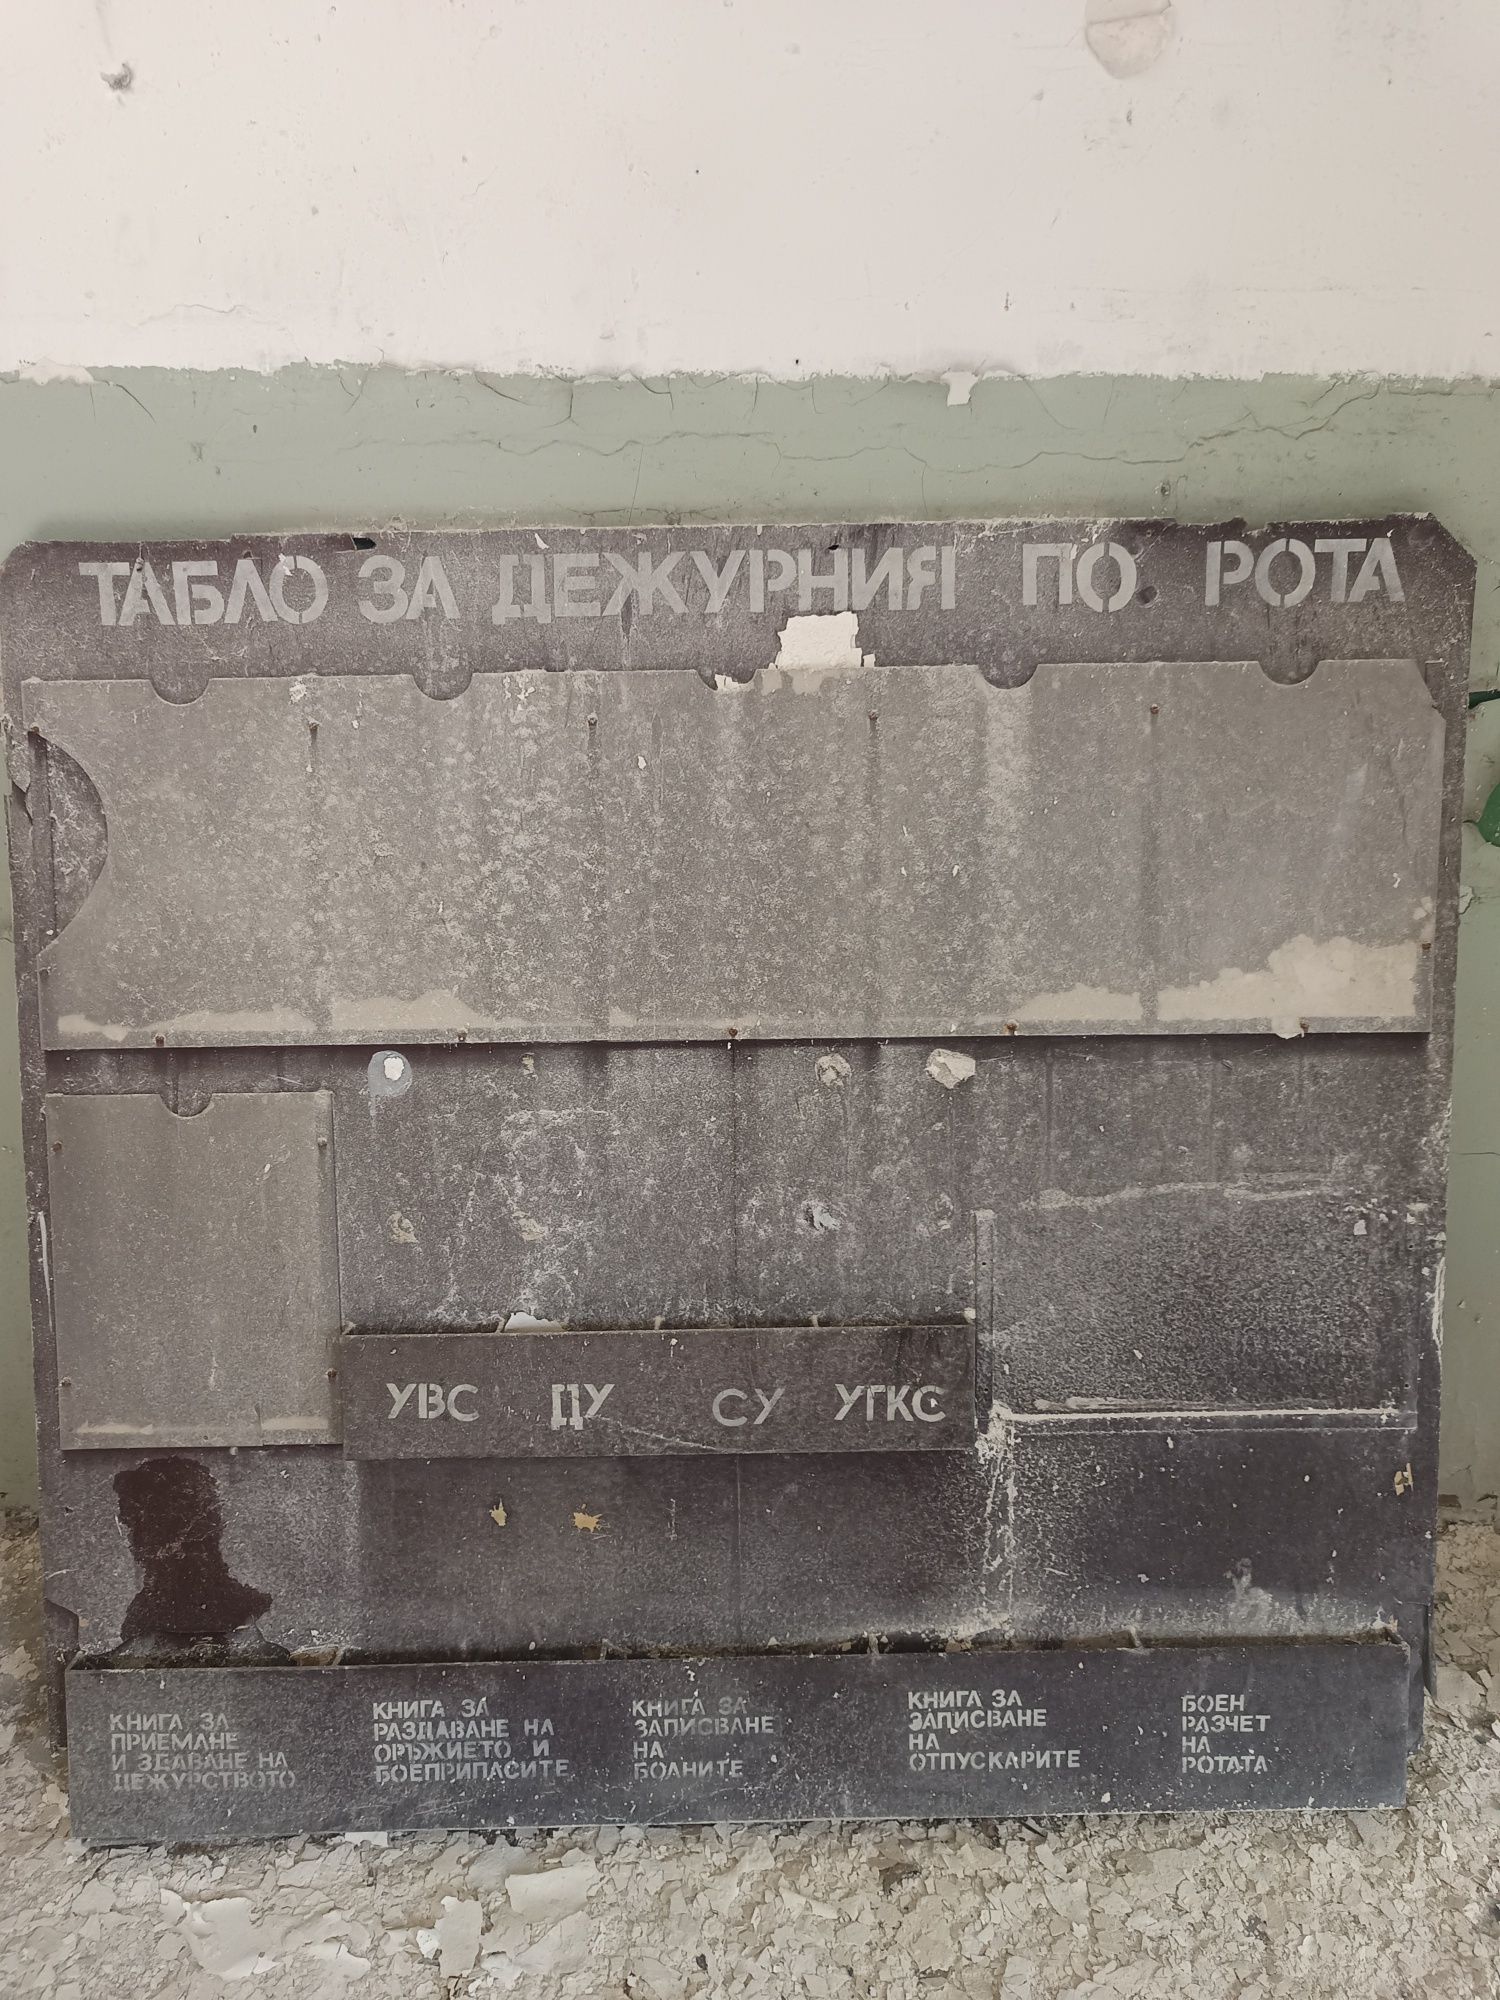 ТАБЛО ЗА ДЕЖУРНИЯ ПО РОТА
УВС ДУ СУ УГКС
КНИГА ЗА
ПРИЕМАНЕ
И ЗДАВАНЕ НА
ДЕЖУРСТВОТО
КНИГА ЗА
РАЗДАВАНЕ НА
ОРЪЖИЕТО И
БОЕПРИПАСИТЕ
КНИГА ЗА
ЗАПИСВАНЕ
НА
БОЛНИТЕ
КНИГА ЗА
ЗАПИСВАНЕ
НА
ОТПУСКАРИТЕ
БОЕН
РАЗЧЕТ
НА
РОТАТА